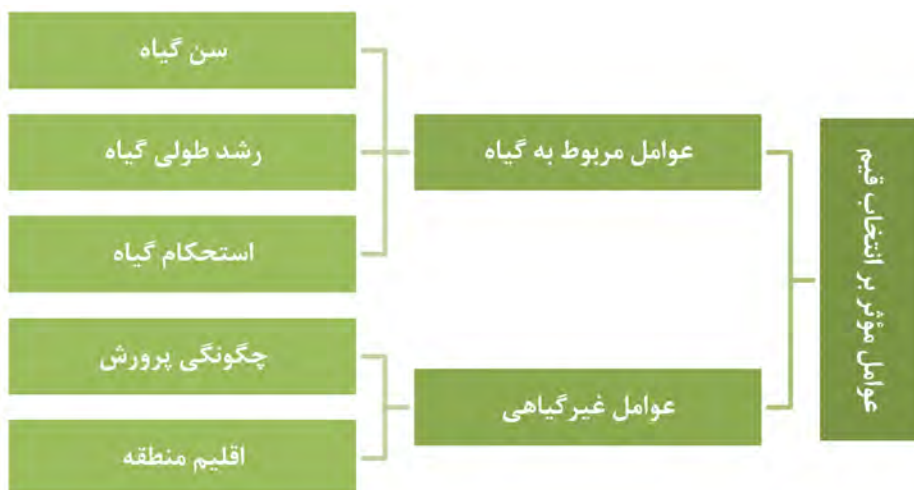 عوامل مؤثر بر انتخاب قیم
عوامل مربوط به گیاه
سن گیاه
رشد طولی گیاه
استحکام گیاه
عوامل غیرگیاهی
چگونگی پرورش
اقلیم منطقه